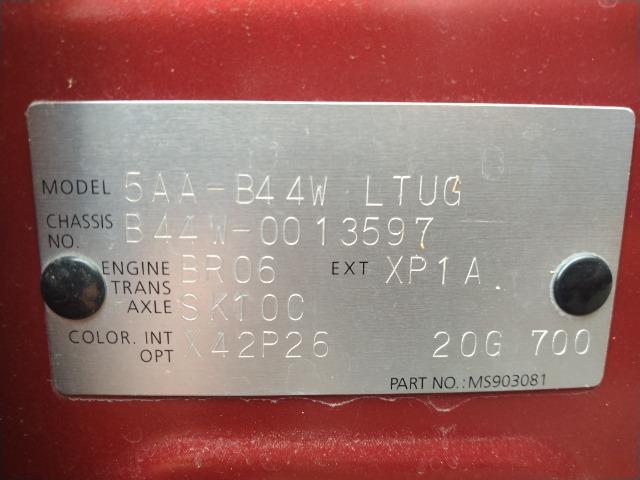 MODEL 5AA-B44W LTUG
CHASSIS NO. B44W-0013597
ENGINE BR06 EXT XP1A
TRANS AXLE SK10C
COLOR. INT OPT X42P26 20G 700
PART NO.: MS903081